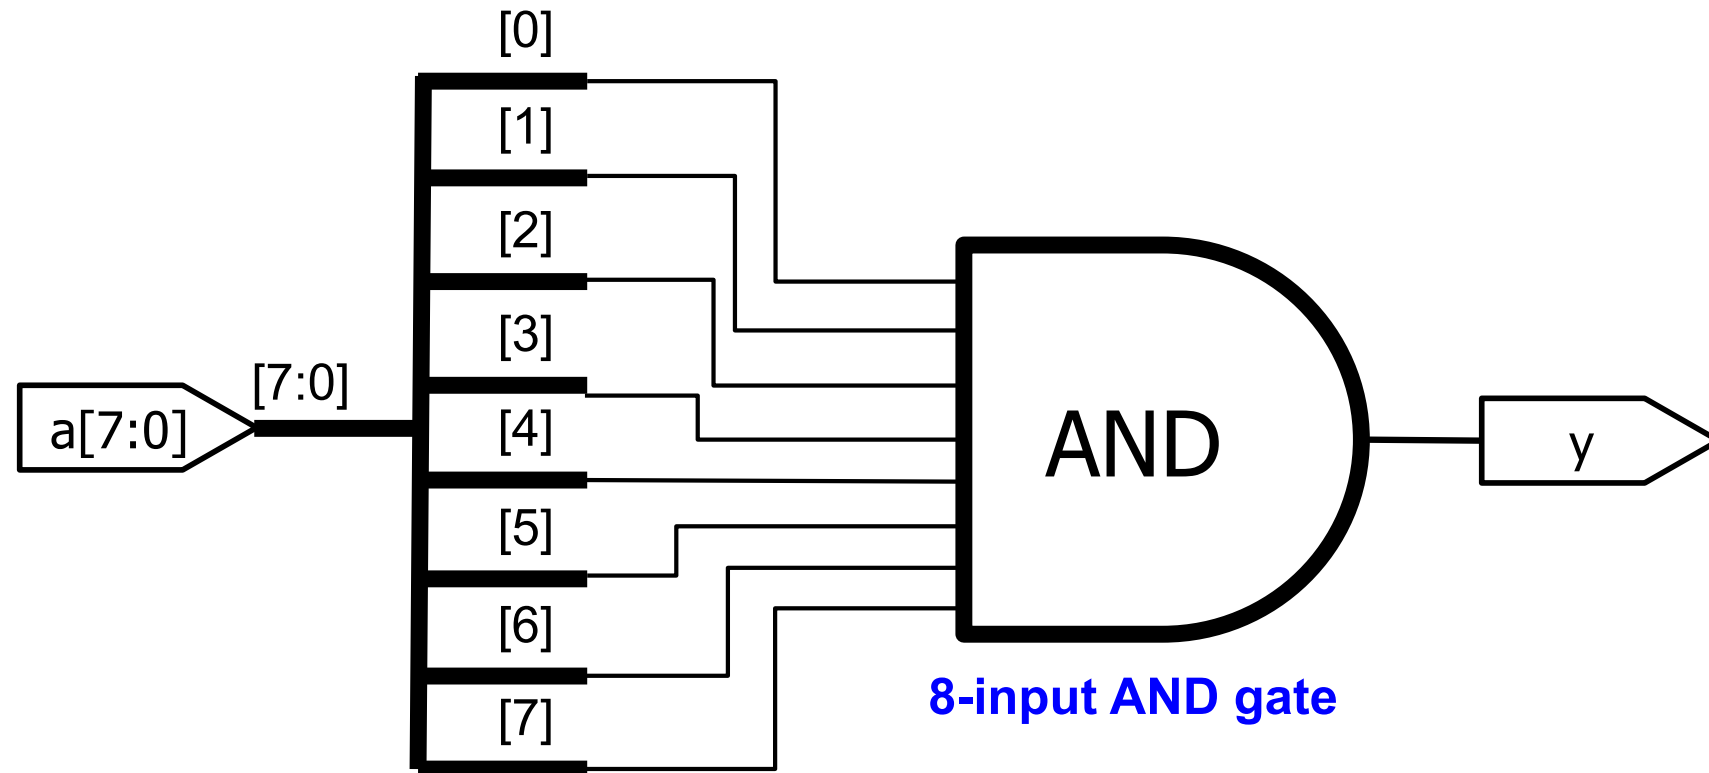 [0]
[1]
[2]
[3]
[7:0]
a[7:0]
[4]
AND
y
[5]
[6]
8-input AND gate
[7]